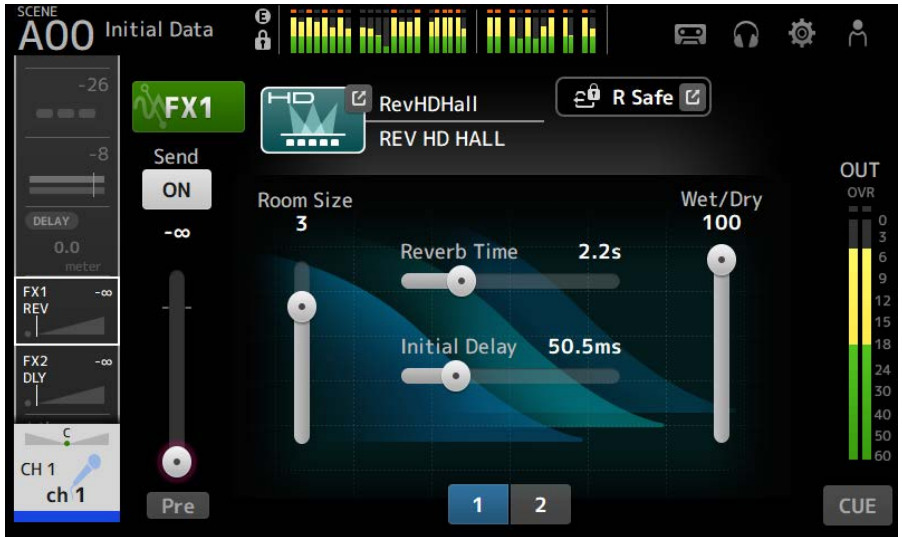 SCENE
A00 Initial Data
E
-26
-8
DELAY
0.0
meter
FX1 -∞
REV
FX2 -∞
DLY
C
CH 1
ch 1
FX1
Send
ON
-∞
Pre
HD
RevHDHall
REV HD HALL
R Safe
Room Size
3
Reverb Time 2.2s
Initial Delay 50.5ms
Wet/Dry
100
1 2
OUT
OVR
0
3
6
9
12
15
18
24
30
40
50
60
CUE